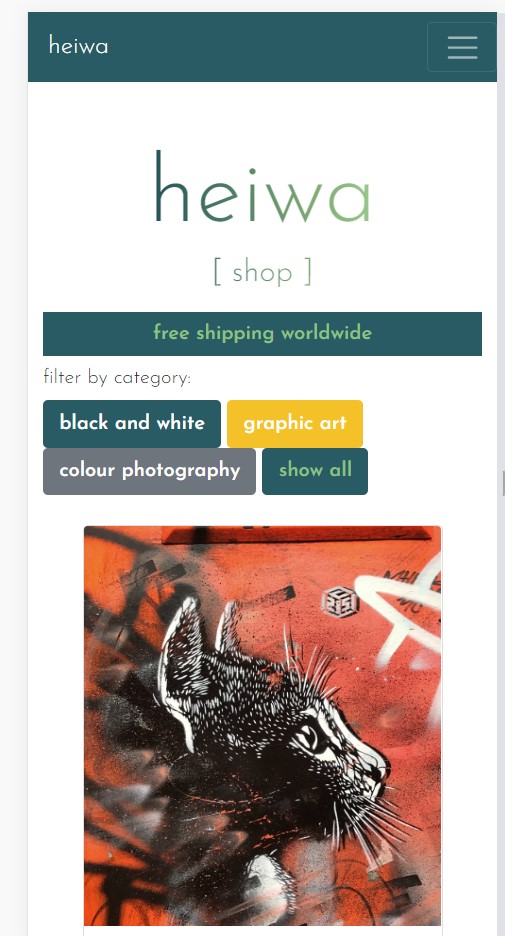 heiwa
heiwa
[ shop ]
free shipping worldwide
filter by category:
black and white
graphic art
colour photography
show all